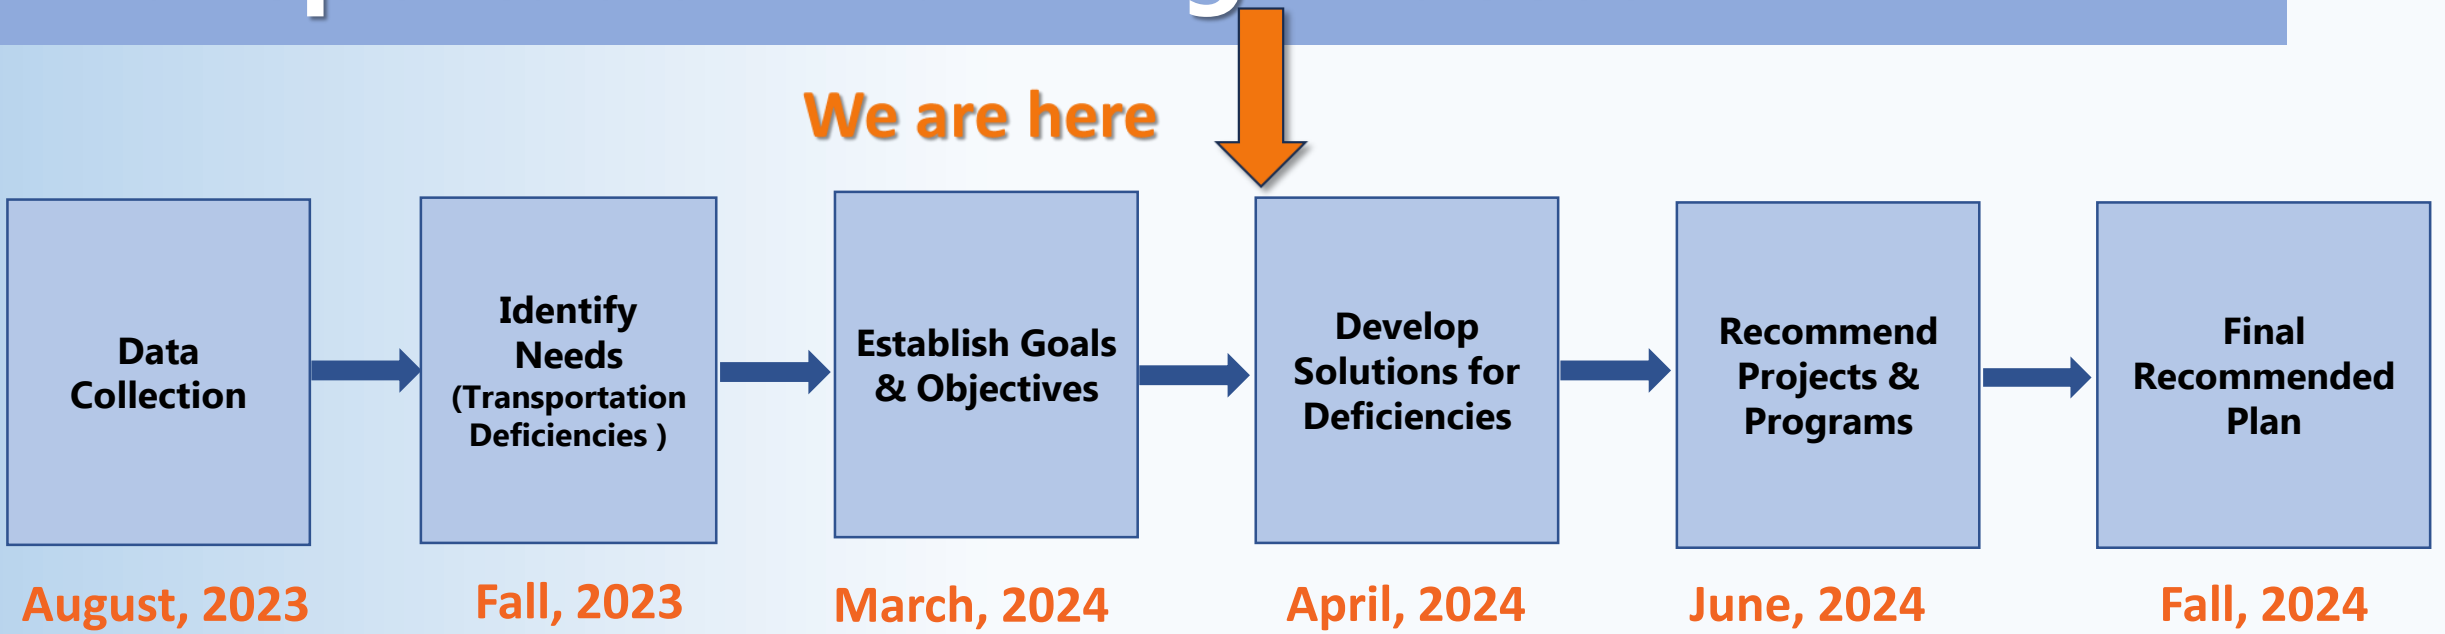 We are here
Data
Collection
Identify
Needs
(Transportation
Deficiencies )
Establish Goals
& Objectives
Develop
Solutions for
Deficiencies
Recommend
Projects &
Programs
Final
Recommended
Plan
August, 2023
Fall, 2023
March, 2024
April, 2024
June, 2024
Fall, 2024